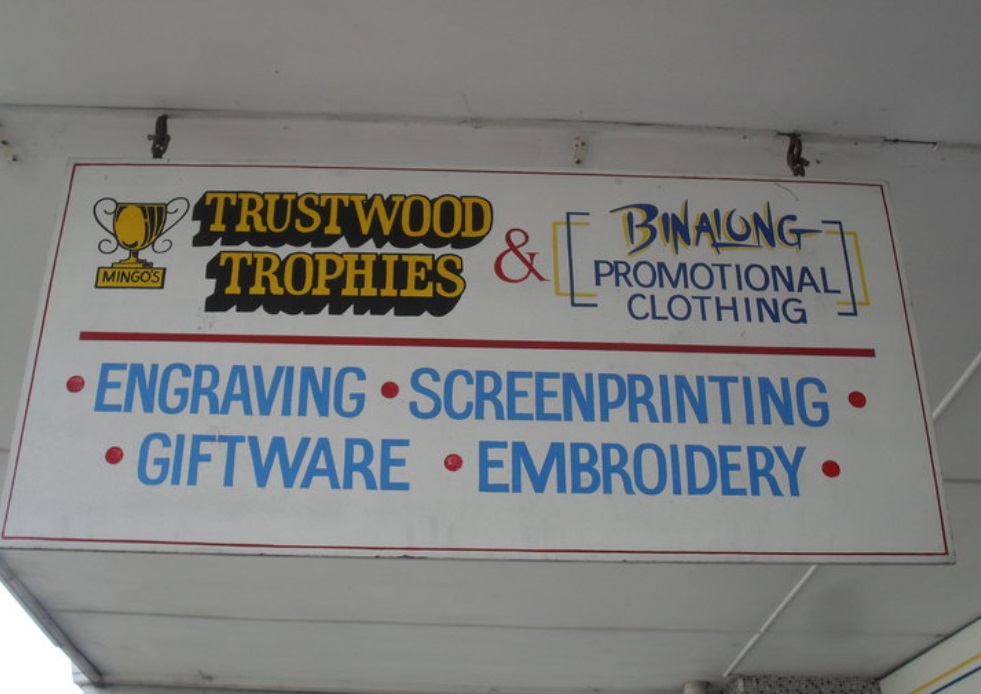 MINGO'S
TRUSTWOOD
TROPHIES
&
BINALONG
PROMOTIONAL
CLOTHING
• ENGRAVING • SCREENPRINTING •
• GIFTWARE • EMBROIDERY •